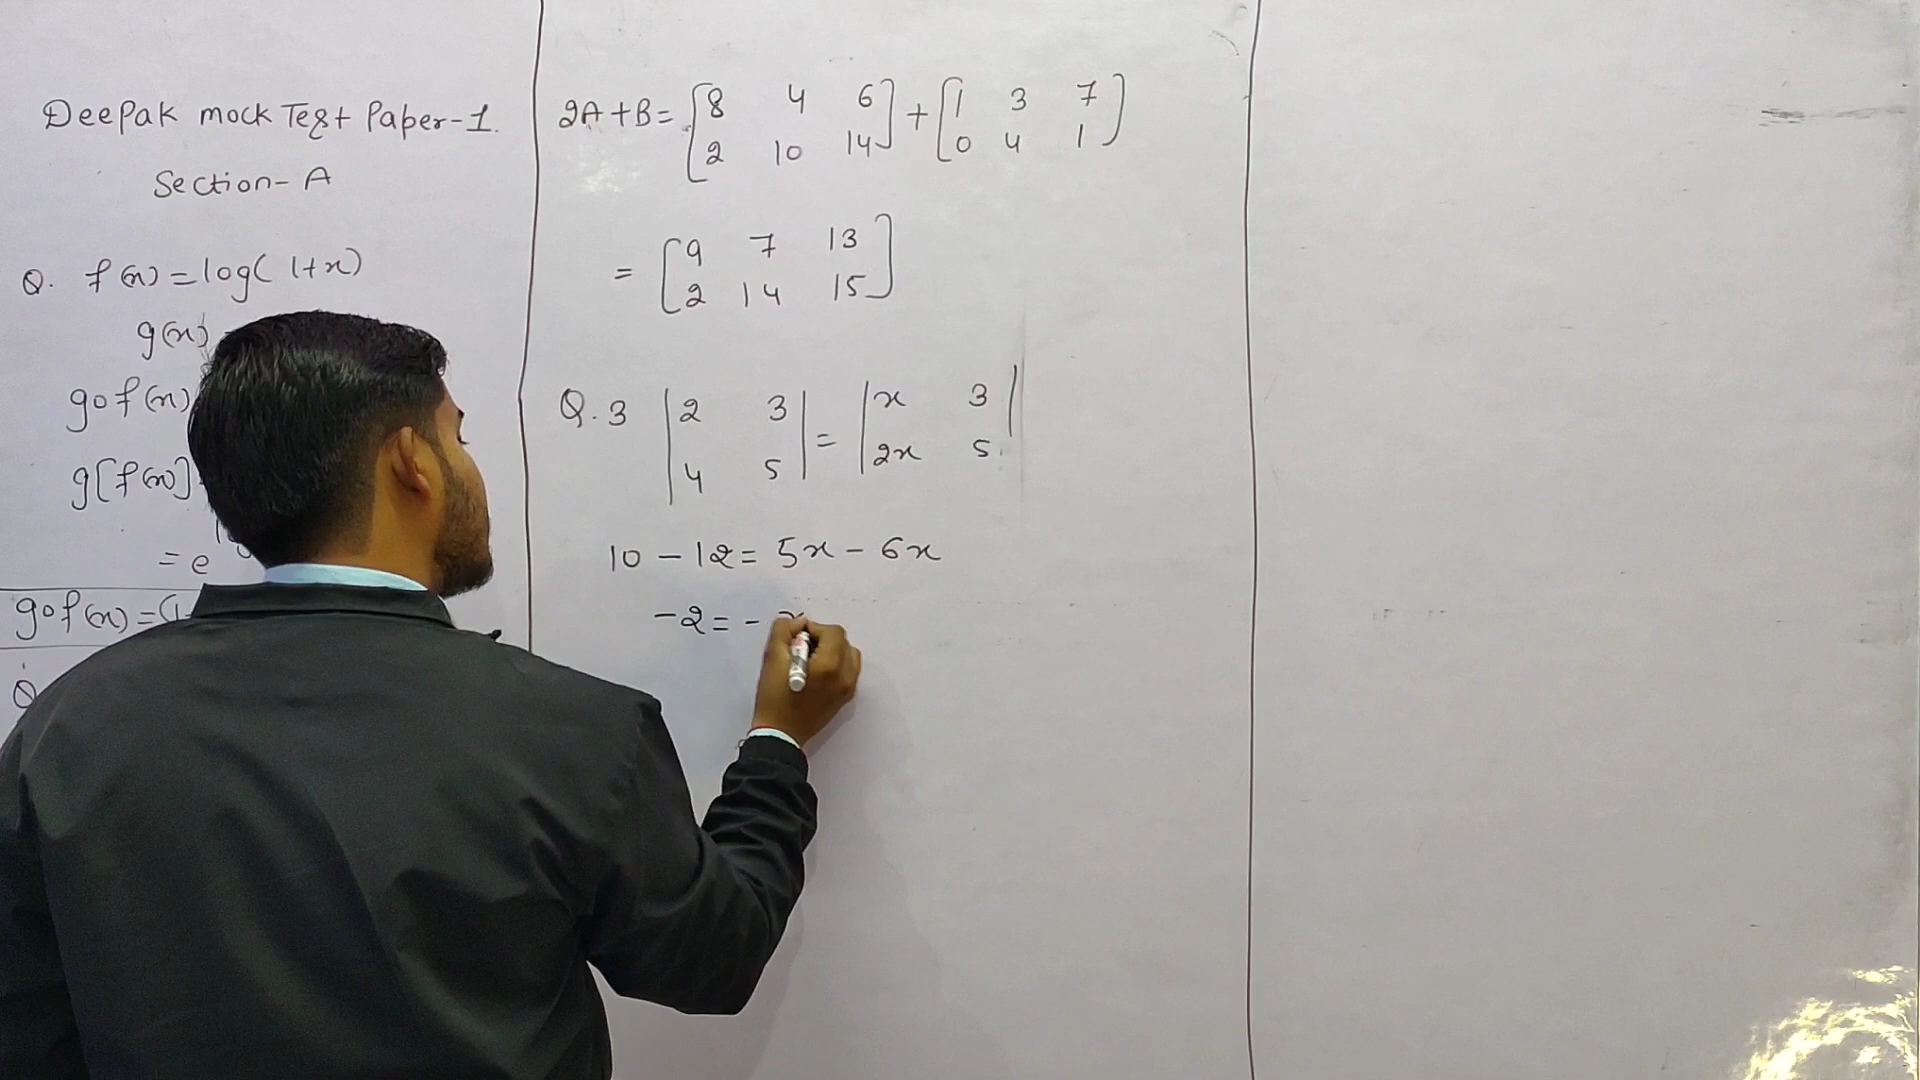 DeePak mock Test Paper-1.
Section-A
Q. f(x) = log(1+x)
g(x)
gof(x)
g[f(x)]
= e
gof(x) = (1
Q
2A+B = [8 4 6] + [1 3 7]
[2 10 14] [0 4 1]
= [9 7 13]
[2 14 15]
Q.3 |2 3| = |x 3|
|4 5| |2x 5|
10 - 12 = 5x - 6x
-2 = -x